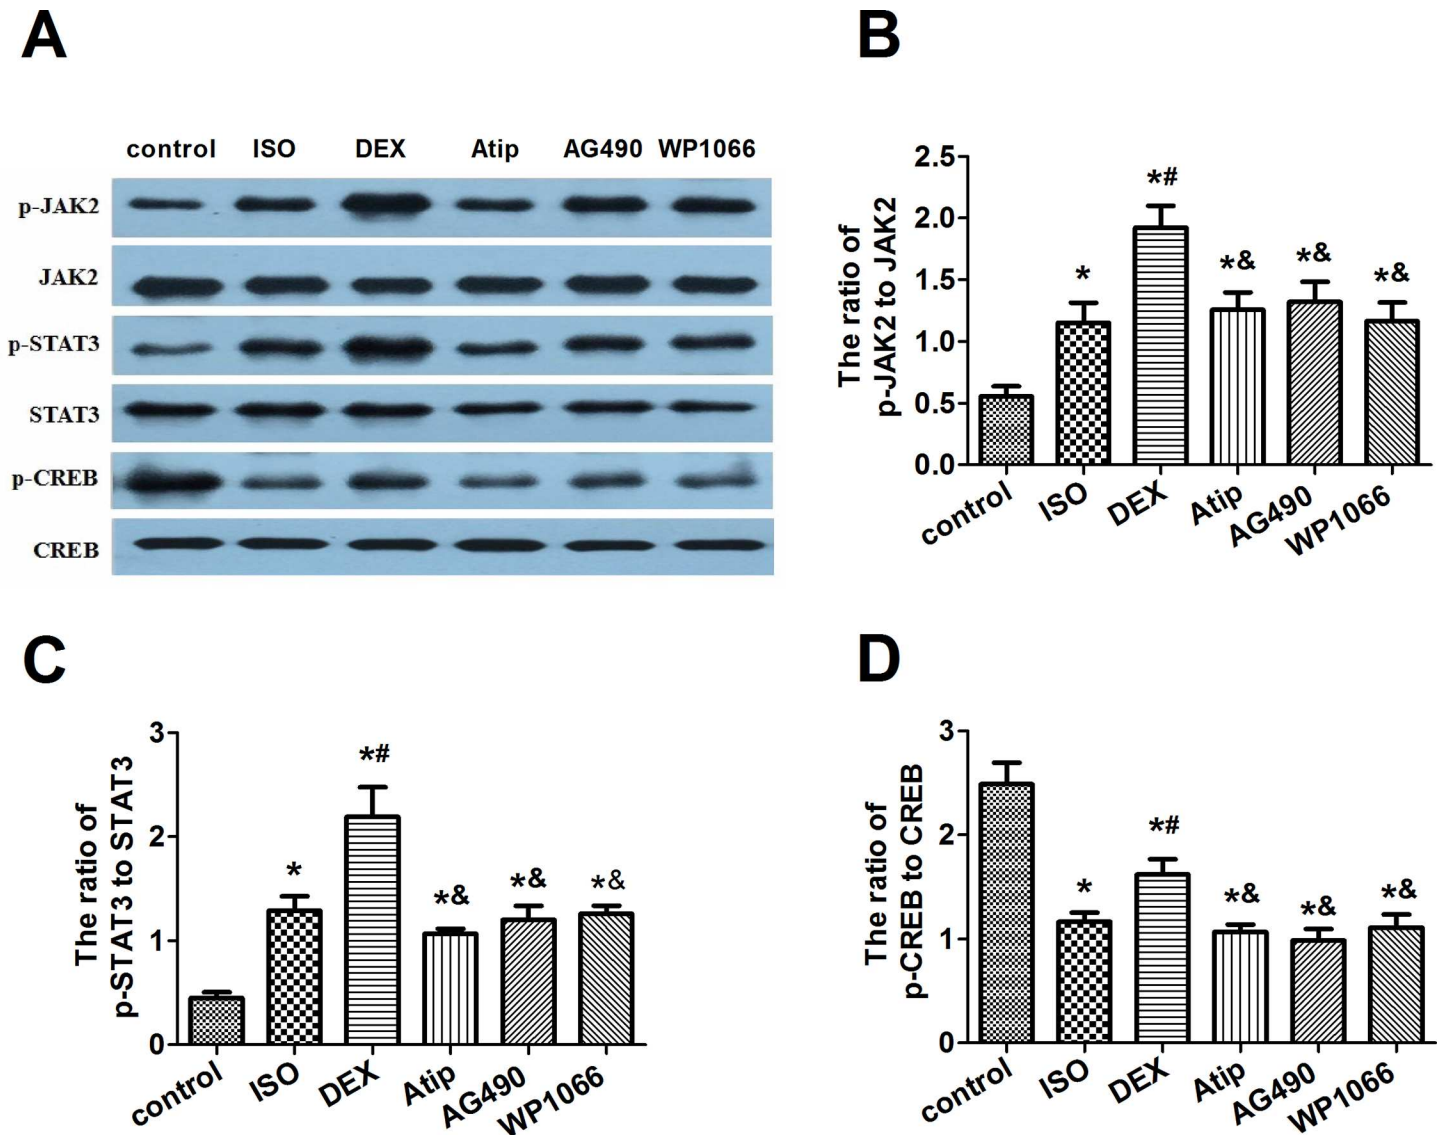 A
control ISO DEX Atip AG490 WP1066
p-JAK2
JAK2
p-STAT3
STAT3
p-CREB
CREB
B
The ratio of
p-JAK2 to JAK2
2.5
2.0
1.5
1.0
0.5
0.0
*
*#
*&
*&
*&
control ISO DEX Atip AG490 WP1066
C
The ratio of
p-STAT3 to STAT3
3
2
1
0
*
*#
*&
*&
*&
control ISO DEX Atip AG490 WP1066
D
The ratio of
p-CREB to CREB
3
2
1
0
*
*#
*&
*&
*&
control ISO DEX Atip AG490 WP1066